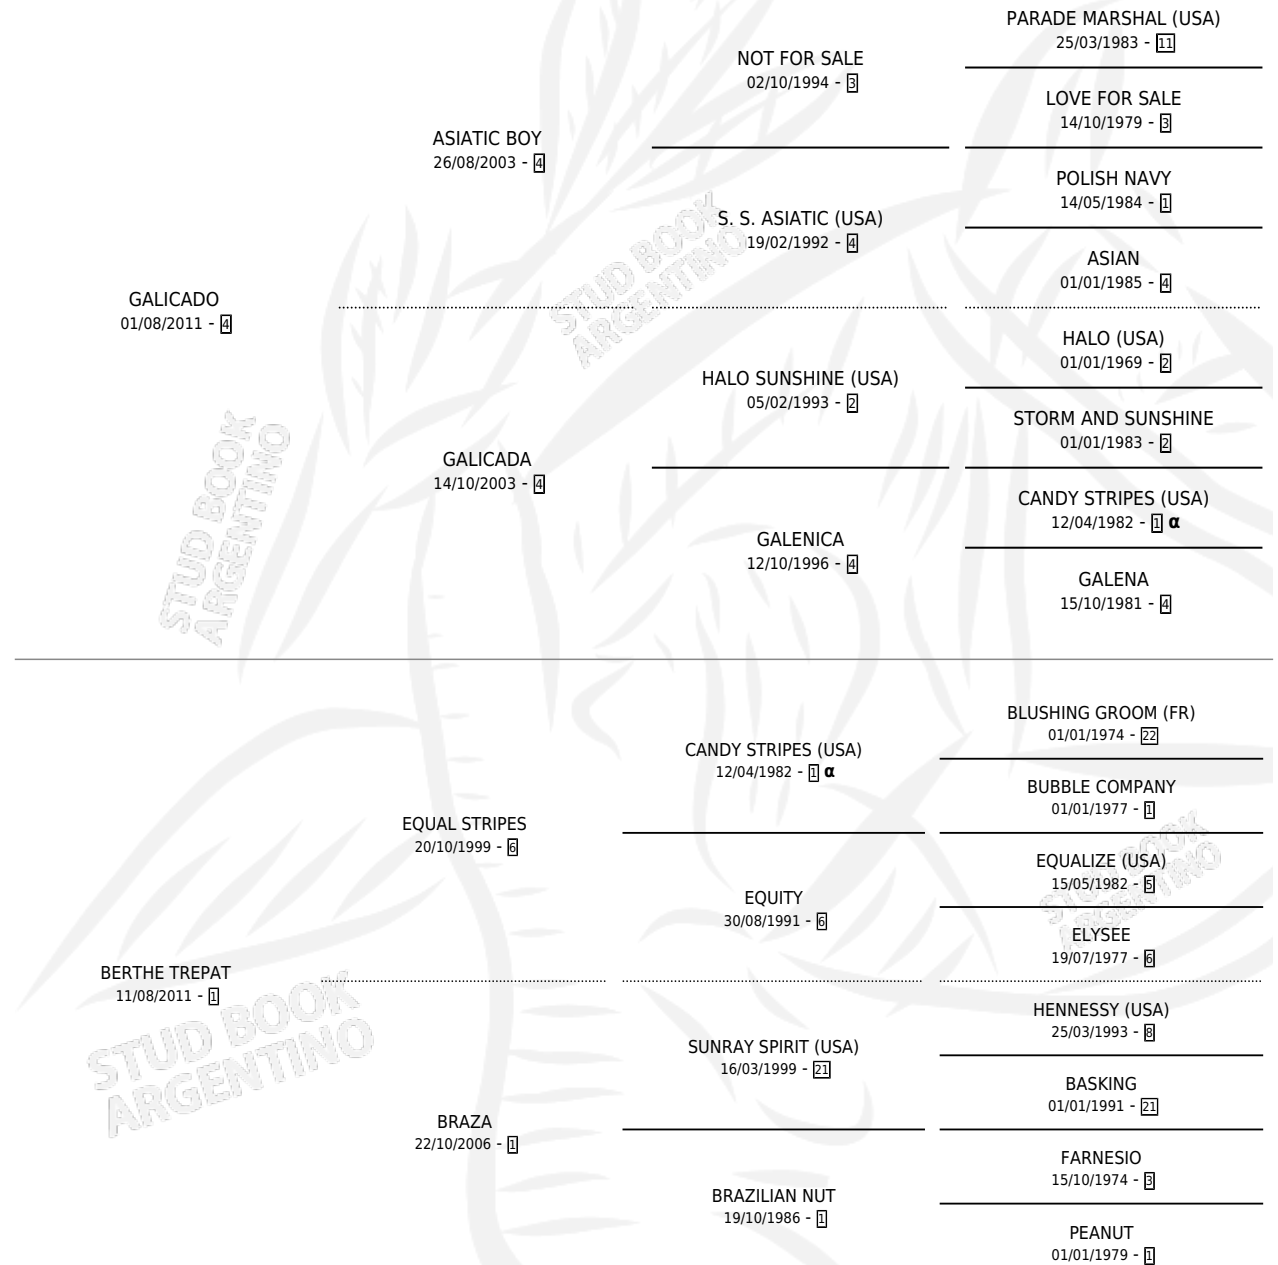 PARADE MARSHAL (USA)
25/03/1983 - 11
NOT FOR SALE
02/10/1994 - 3
LOVE FOR SALE
14/10/1979 - 3
ASIATIC BOY
26/08/2003 - 4
POLISH NAVY
14/05/1984 - 1
S. S. ASIATIC (USA)
19/02/1992 - 4
ASIAN
01/01/1985 - 4
GALICADO
01/08/2011 - 4
HALO (USA)
01/01/1969 - 2
HALO SUNSHINE (USA)
05/02/1993 - 2
STORM AND SUNSHINE
01/01/1983 - 2
GALICADA
14/10/2003 - 4
CANDY STRIPES (USA)
12/04/1982 - 1 α
GALENICA
12/10/1996 - 4
GALENA
15/10/1981 - 4
BLUSHING GROOM (FR)
01/01/1974 - 22
CANDY STRIPES (USA)
12/04/1982 - 1 α
BUBBLE COMPANY
01/01/1977 - 1
EQUAL STRIPES
20/10/1999 - 6
EQUALIZE (USA)
15/05/1982 - 5
EQUITY
30/08/1991 - 6
ELYSEE
19/07/1977 - 6
BERTHE TREPAT
11/08/2011 - 1
HENNESSY (USA)
25/03/1993 - 8
SUNRAY SPIRIT (USA)
16/03/1999 - 21
BASKING
01/01/1991 - 21
BRAZA
22/10/2006 - 1
FARNESIO
15/10/1974 - 3
BRAZILIAN NUT
19/10/1986 - 1
PEANUT
01/01/1979 - 1
STUD BOOK
ARGENTINO
STUD BOOK
ARGENTINO
STUD BOOK
ARGENTINO
STUD BOOK
ARGENTINO